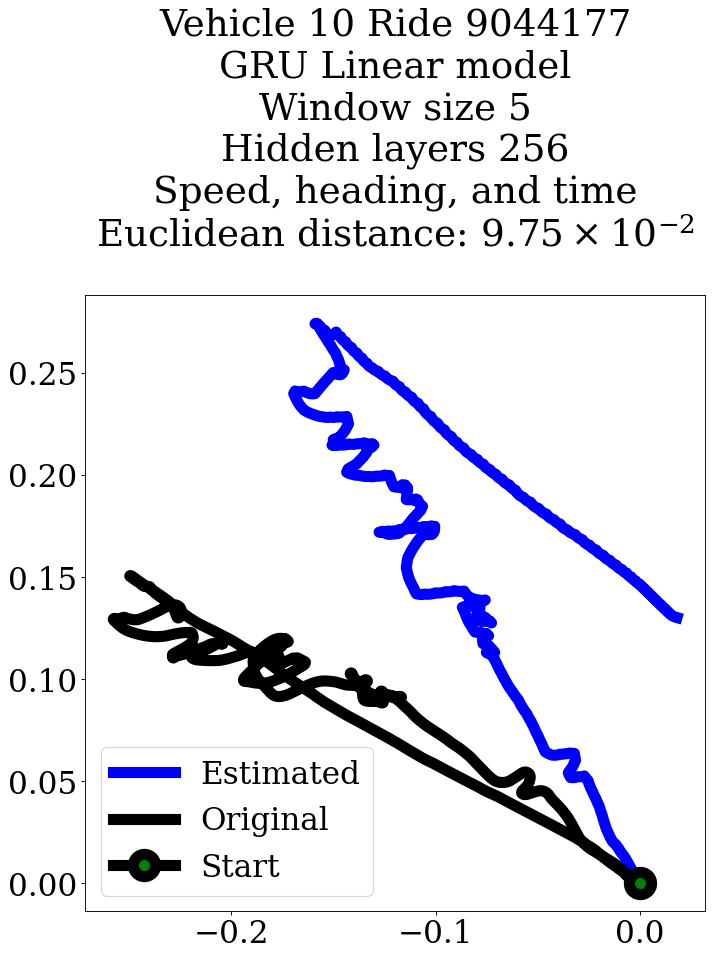 Vehicle 10 Ride 9044177
GRU Linear model
Window size 5
Hidden layers 256
Speed, heading, and time
Euclidean distance: 9.75 × 10⁻²
0.25
0.20
0.15
0.10
0.05
0.00
Estimated
Original
Start
−0.2
−0.1
0.0